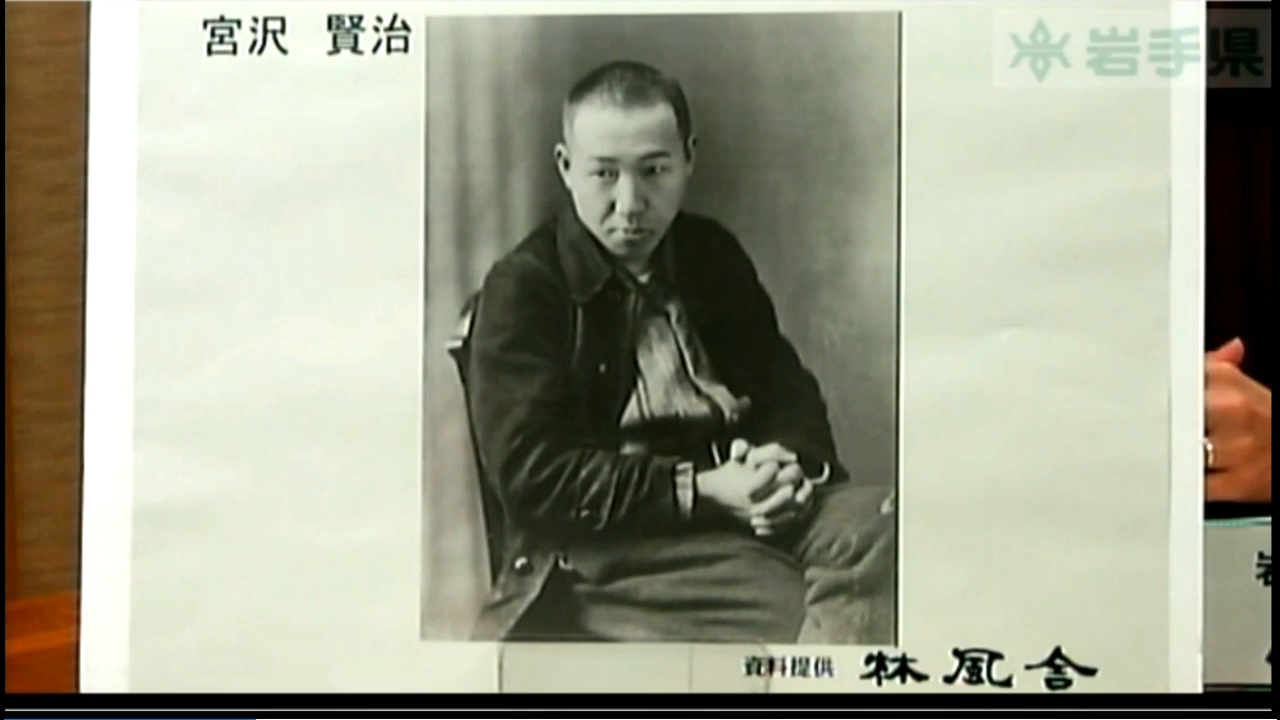 宮沢 賢治
岩手県
資料提供 林風舎